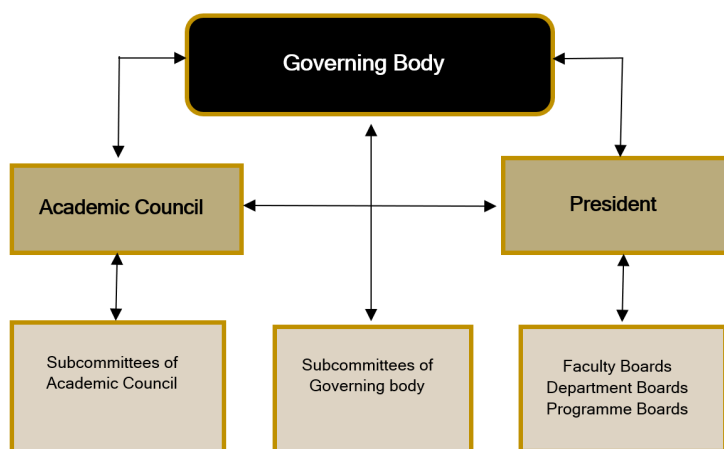 Governing Body
Academic Council
President
Subcommittees of
Academic Council
Subcommittees of
Governing body
Faculty Boards
Department Boards
Programme Boards